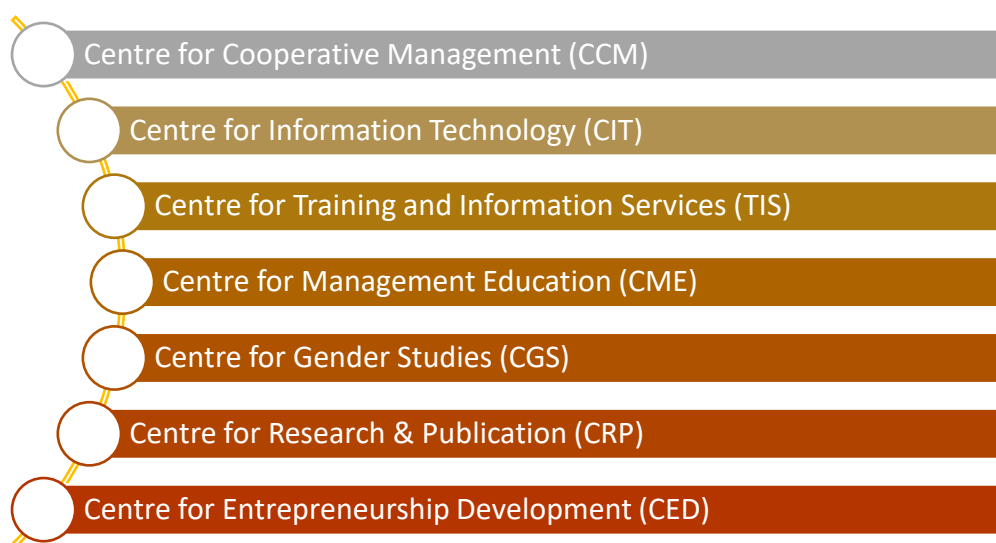 Centre for Cooperative Management (CCM)
Centre for Information Technology (CIT)
Centre for Training and Information Services (TIS)
Centre for Management Education (CME)
Centre for Gender Studies (CGS)
Centre for Research & Publication (CRP)
Centre for Entrepreneurship Development (CED)